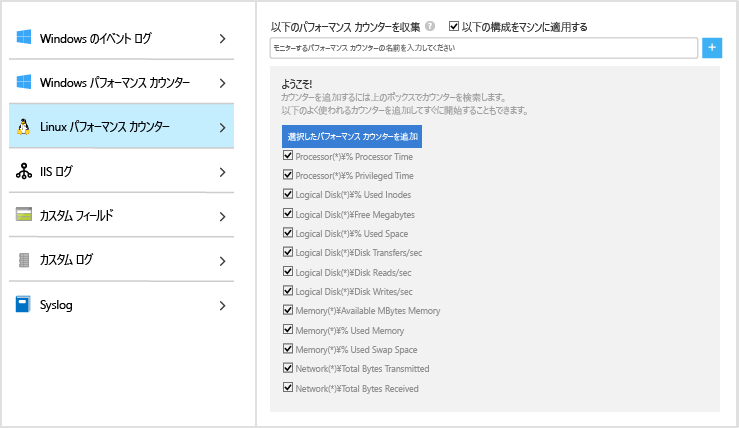 Windows のイベント ログ
Windows パフォーマンス カウンター
Linux パフォーマンス カウンター
IIS ログ
カスタム フィールド
カスタム ログ
Syslog
以下のパフォーマンス カウンターを収集 ? 以下の構成をマシンに適用する
モニターするパフォーマンス カウンターの名前を入力してください +
ようこそ!
カウンターを追加するには上のボックスでカウンターを検索します。
以下のよく使われるカウンターを追加してすぐに開始することもできます。
選択したパフォーマンス カウンターを追加
Processor(*)¥% Processor Time
Processor(*)¥% Privileged Time
Logical Disk(*)¥% Used Inodes
Logical Disk(*)¥Free Megabytes
Logical Disk(*)¥% Used Space
Logical Disk(*)¥Disk Transfers/sec
Logical Disk(*)¥Disk Reads/sec
Logical Disk(*)¥Disk Writes/sec
Memory(*)¥Available MBytes Memory
Memory(*)¥% Used Memory
Memory(*)¥% Used Swap Space
Network(*)¥Total Bytes Transmitted
Network(*)¥Total Bytes Received